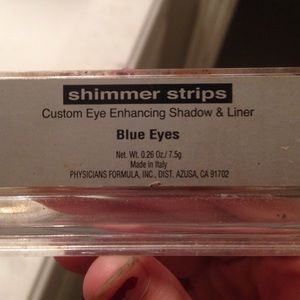 shimmer strips
Custom Eye Enhancing Shadow & Liner
Blue Eyes
Net. Wt. 0.26 Oz./ 7.5g
Made in Italy
PHYSICIANS FORMULA, INC., DIST. AZUSA, CA 91702